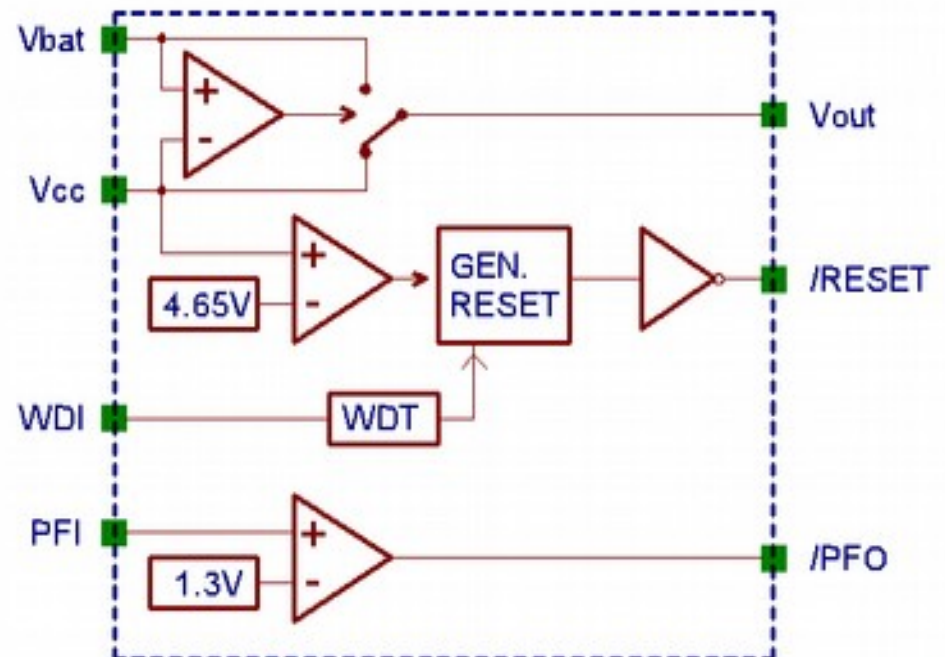 Vbat
+
-
Vout
Vcc
+
4.65V
-
GEN.
RESET
/RESET
WDI
WDT
PFI
+
1.3V
-
/PFO